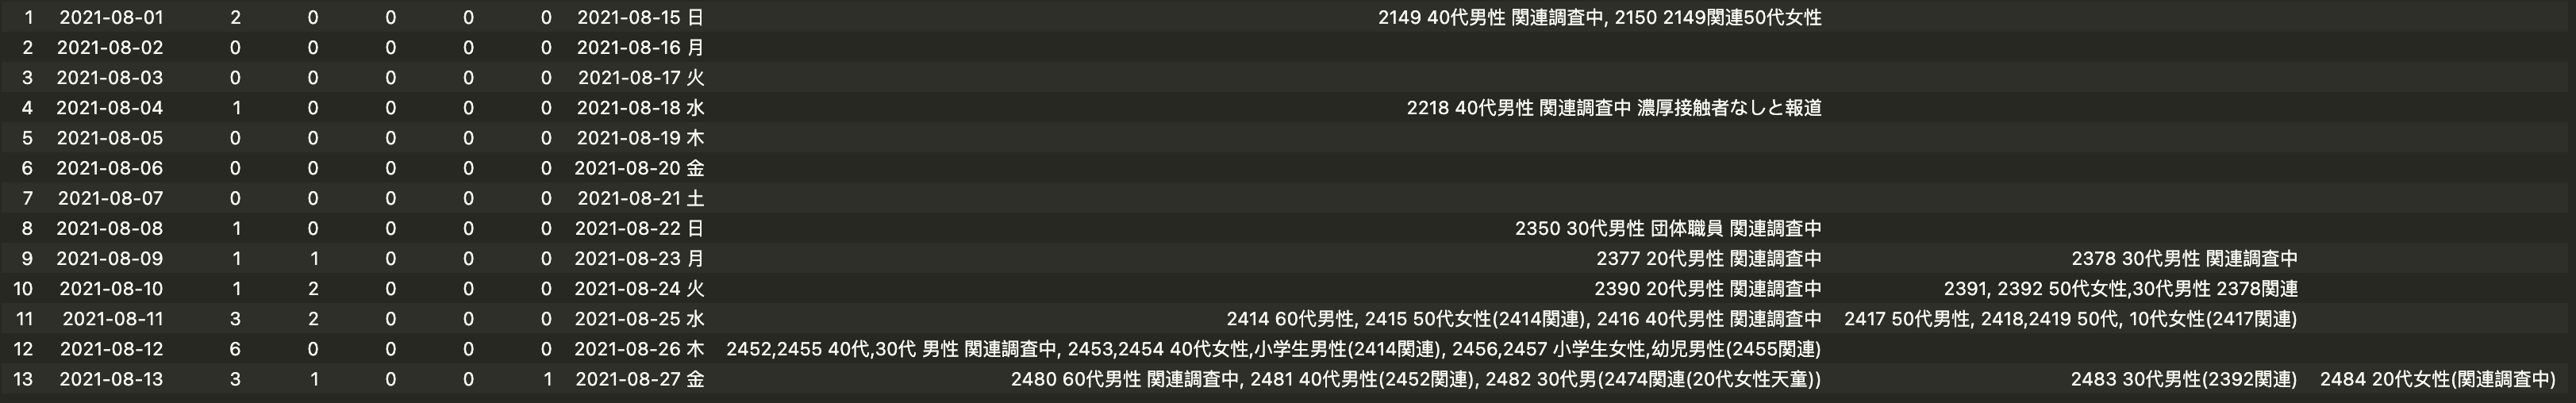 1 2021-08-01 2 0 0 0 0 2021-08-15 日 2149 40代男性 関連調査中, 2150 2149関連50代女性
2 2021-08-02 0 0 0 0 0 2021-08-16 月
3 2021-08-03 0 0 0 0 0 2021-08-17 火
4 2021-08-04 1 0 0 0 0 2021-08-18 水 2218 40代男性 関連調査中 濃厚接触者なしと報道
5 2021-08-05 0 0 0 0 0 2021-08-19 木
6 2021-08-06 0 0 0 0 0 2021-08-20 金
7 2021-08-07 0 0 0 0 0 2021-08-21 土
8 2021-08-08 1 0 0 0 0 2021-08-22 日 2350 30代男性 団体職員 関連調査中
9 2021-08-09 1 1 0 0 0 2021-08-23 月 2377 20代男性 関連調査中 2378 30代男性 関連調査中
10 2021-08-10 1 2 0 0 0 2021-08-24 火 2390 20代男性 関連調査中 2391, 2392 50代女性,30代男性 2378関連
11 2021-08-11 3 2 0 0 0 2021-08-25 水 2414 60代男性, 2415 50代女性(2414関連), 2416 40代男性 関連調査中 2417 50代男性, 2418,2419 50代, 10代女性(2417関連)
12 2021-08-12 6 0 0 0 0 2021-08-26 木 2452,2455 40代,30代 男性 関連調査中, 2453,2454 40代女性,小学生男性(2414関連), 2456,2457 小学生女性,幼児男性(2455関連)
13 2021-08-13 3 1 0 0 1 2021-08-27 金 2480 60代男性 関連調査中, 2481 40代男性(2452関連), 2482 30代男(2474関連(20代女性天童)) 2483 30代男性(2392関連) 2484 20代女性(関連調査中)